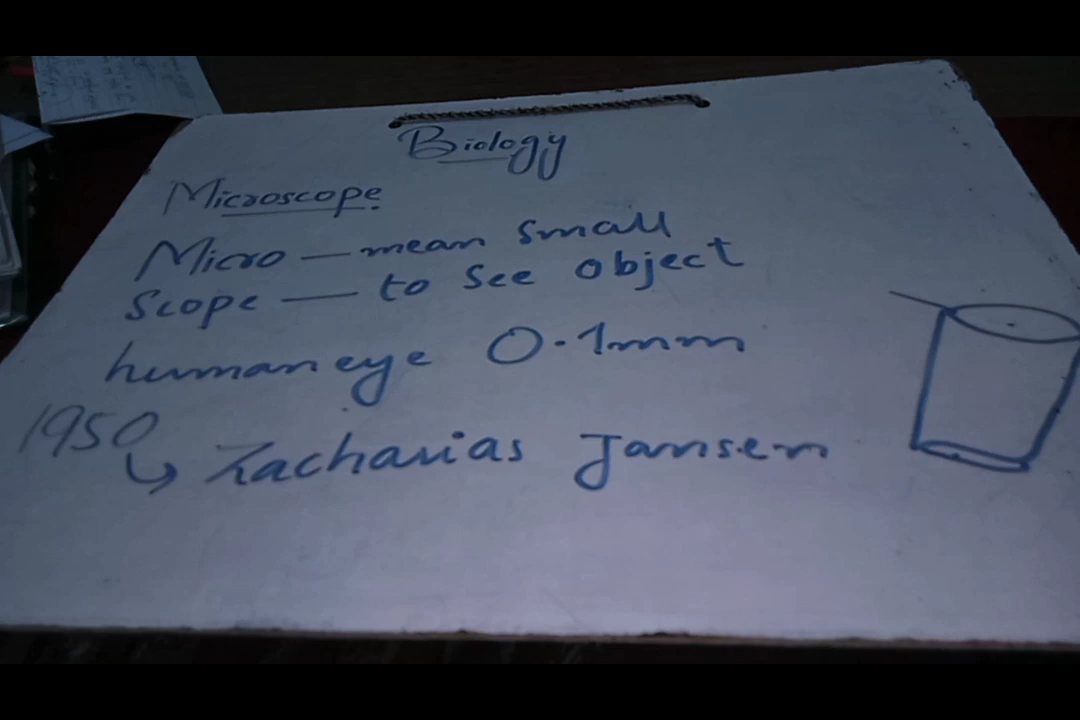 Biology
Microscope
Micro — mean small
Scope — to See object
human eye 0.1mm
1950
↳ Zacharias Jansen